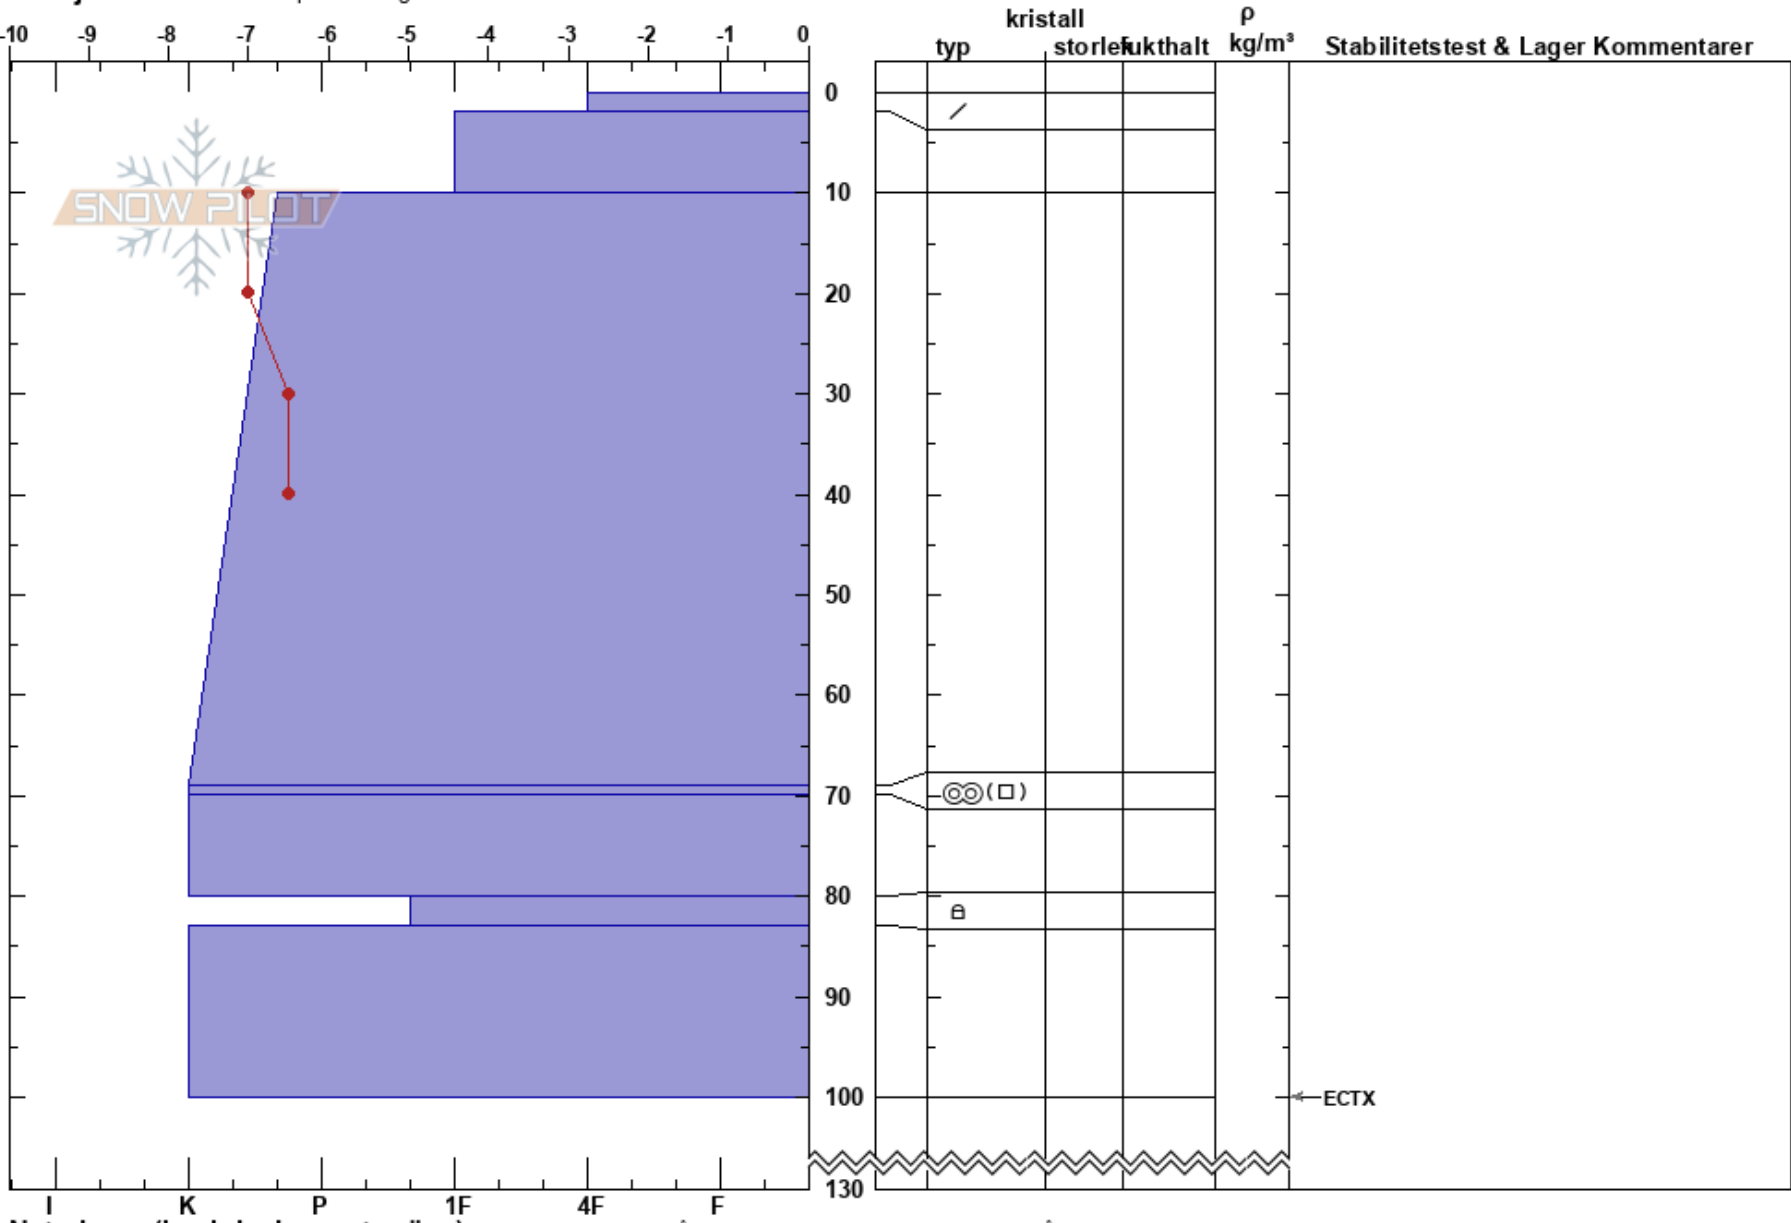 -10 -9 -8 -7 -6 -5 -4 -3 -2 -1 0
kristall
ρ
typ storlek fukthalt kg/m³ Stabilitetstest & Lager Kommentarer
0
SNOW PILOT
10
20
30
40
50
60
70
80
90
100
ECTX
130
I K P 1F 4F F